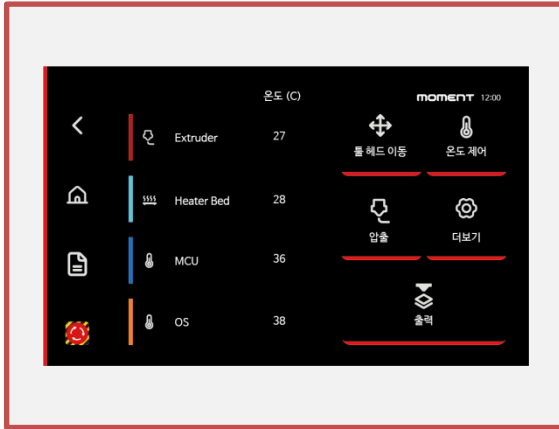 온도 (C)
moment 12:00
Extruder 27
Heater Bed 28
MCU 36
OS 38
툴 헤드 이동
온도 제어
압출
더보기
출력